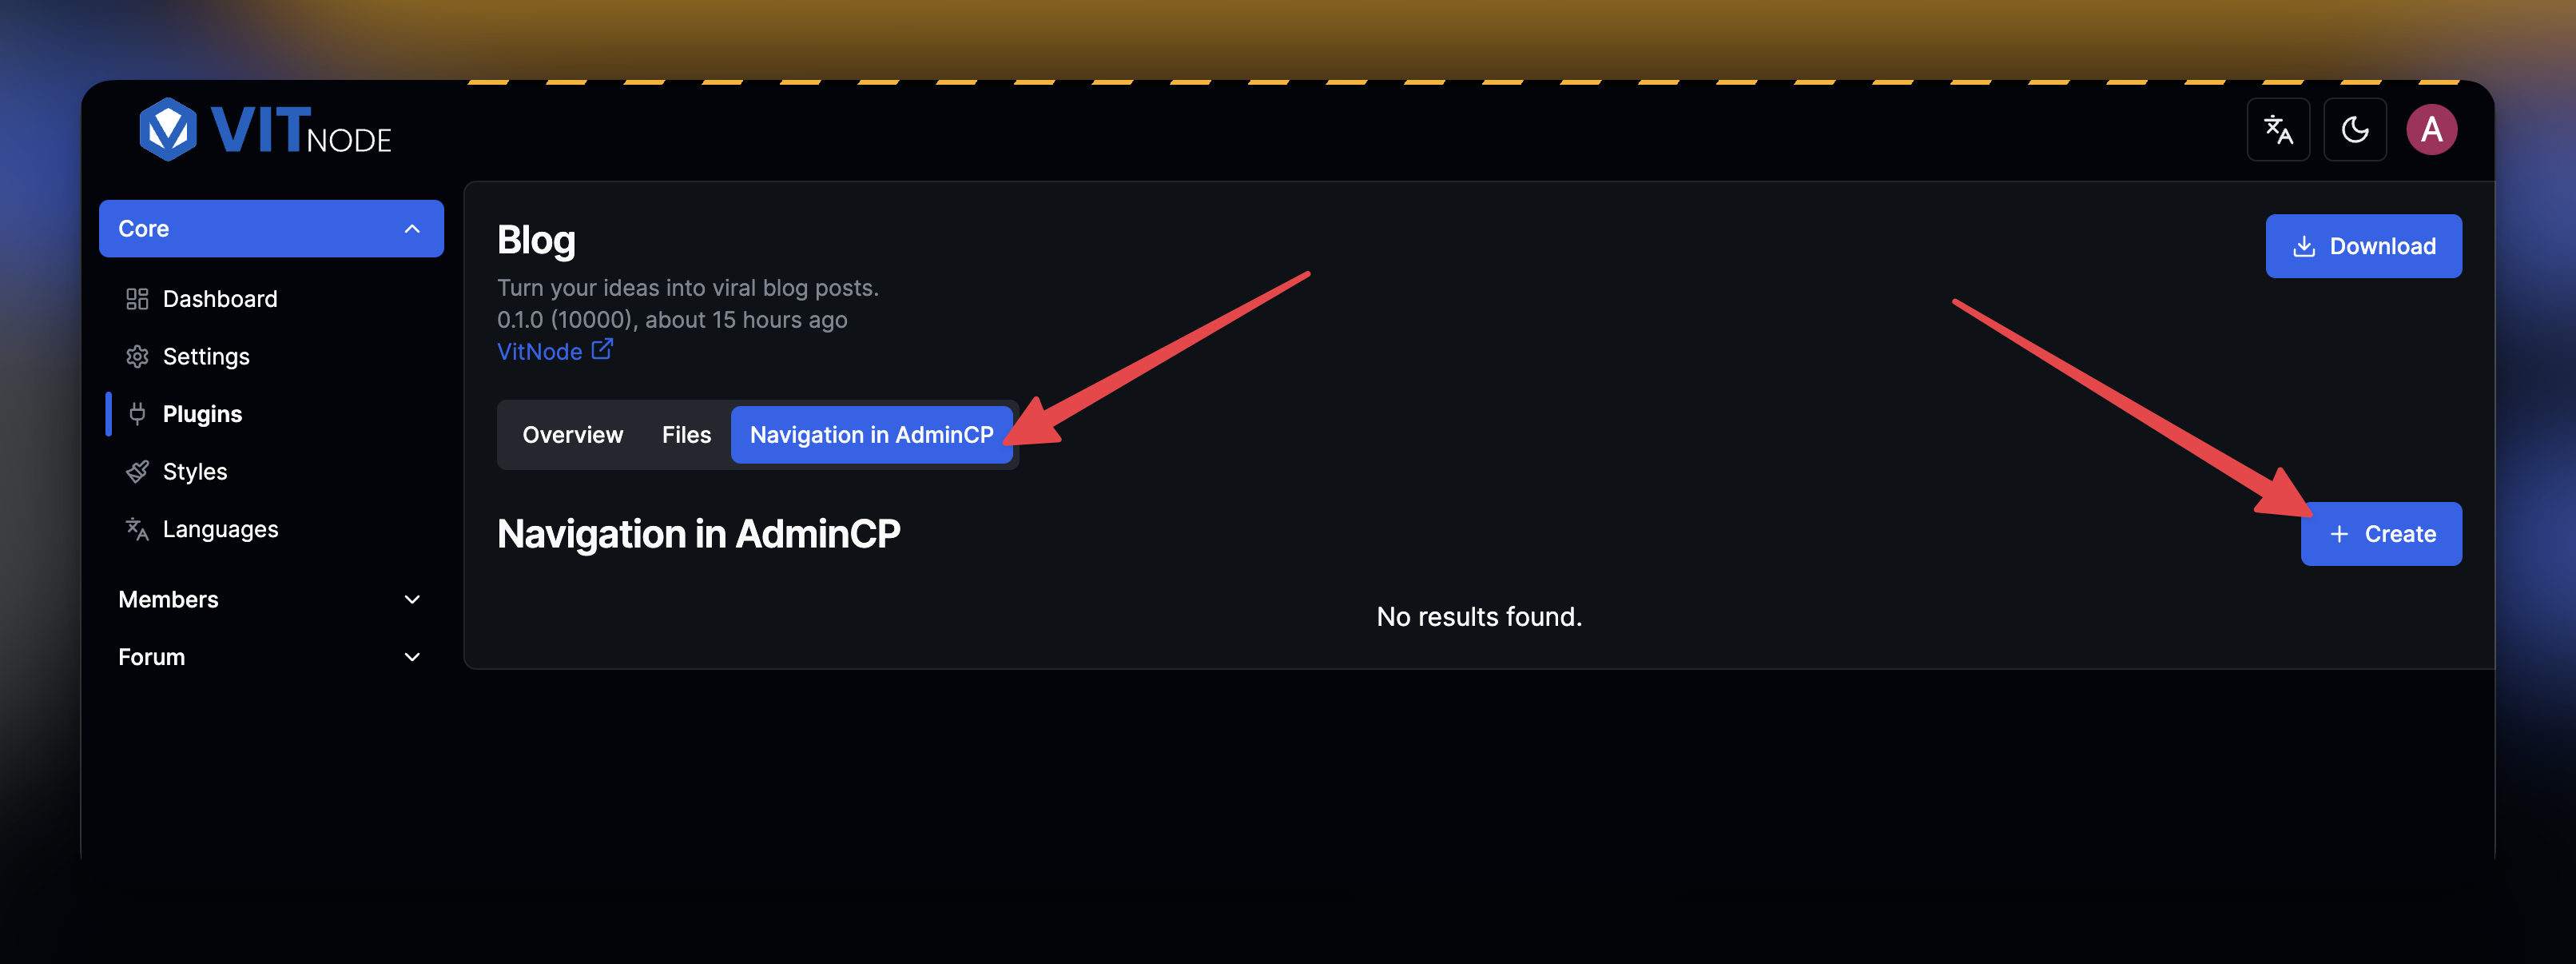 VITNODE
A
Core
Dashboard
Settings
Plugins
Styles
Languages
Members
Forum
Blog
Download
Turn your ideas into viral blog posts.
0.1.0 (10000), about 15 hours ago
VitNode
Overview
Files
Navigation in AdminCP
Navigation in AdminCP
Create
No results found.